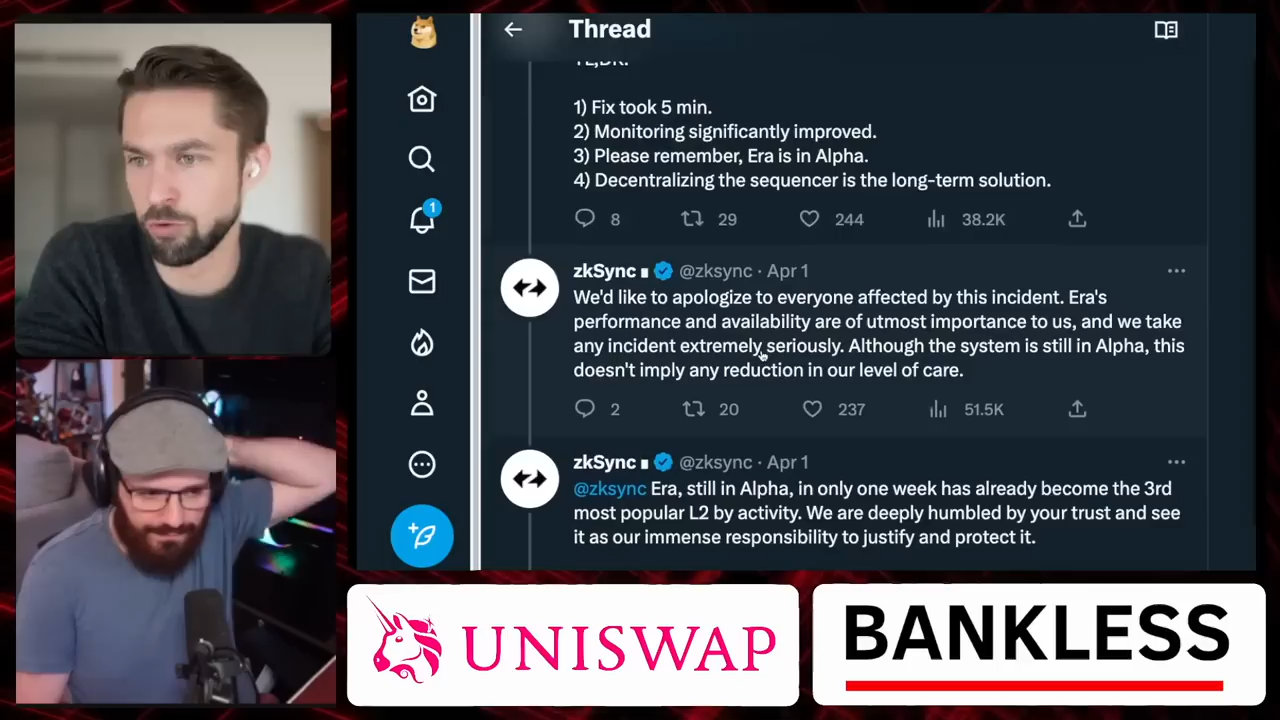 Thread
TL;DR:
1) Fix took 5 min.
2) Monitoring significantly improved.
3) Please remember, Era is in Alpha.
4) Decentralizing the sequencer is the long-term solution.
8 29 244 38.2K
1
zkSync @zksync · Apr 1
We'd like to apologize to everyone affected by this incident. Era's
performance and availability are of utmost importance to us, and we take
any incident extremely seriously. Although the system is still in Alpha, this
doesn't imply any reduction in our level of care.
2 20 237 51.5K
zkSync @zksync · Apr 1
@zksync Era, still in Alpha, in only one week has already become the 3rd
most popular L2 by activity. We are deeply humbled by your trust and see
it as our immense responsibility to justify and protect it.
UNISWAP
BANKLESS